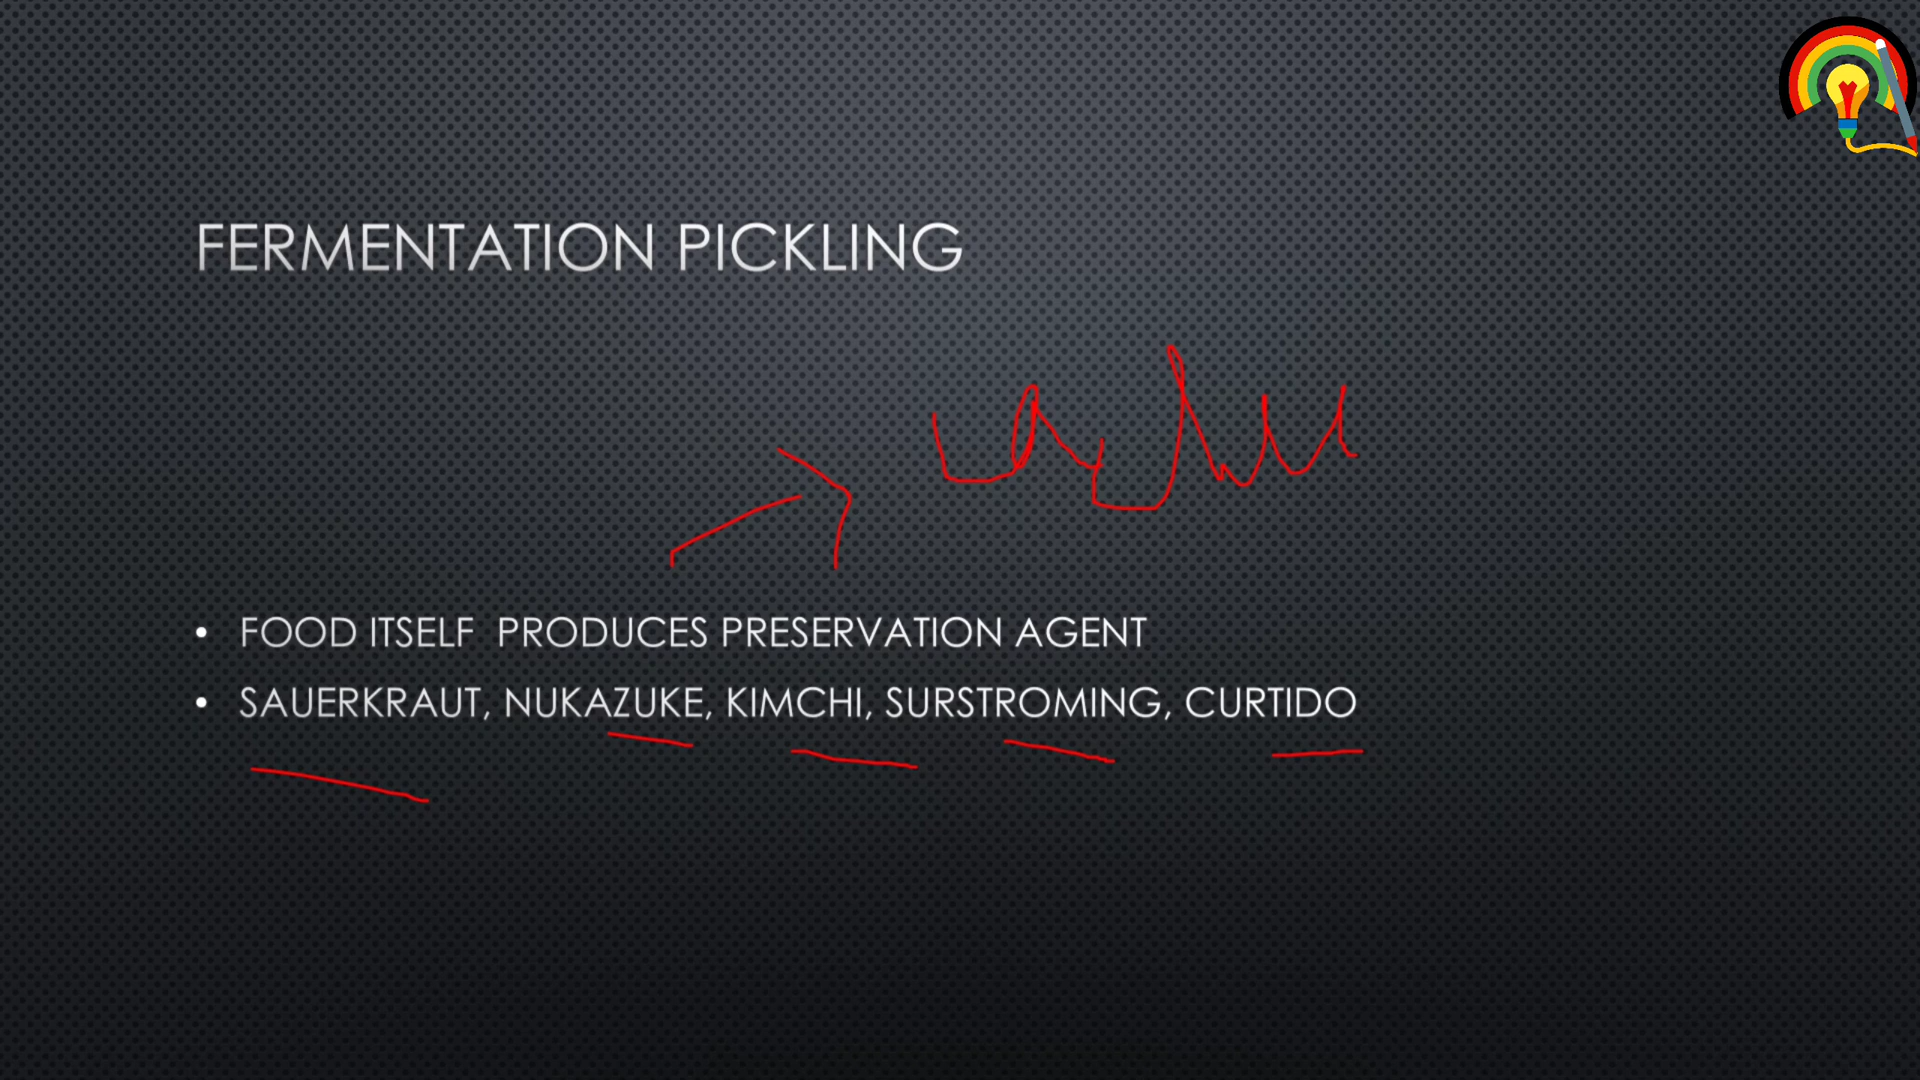 FERMENTATION PICKLING
• FOOD ITSELF PRODUCES PRESERVATION AGENT
• SAUERKRAUT, NUKAZUKE, KIMCHI, SURSTROMING, CURTIDO